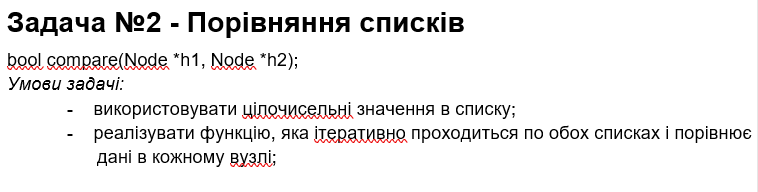 Задача №2 - Порівняння списків
bool compare(Node *h1, Node *h2);
Умови задачі:
- використовувати цілочисельні значення в списку;
- реалізувати функцію, яка ітеративно проходиться по обох списках і порівнює
дані в кожному вузлі;